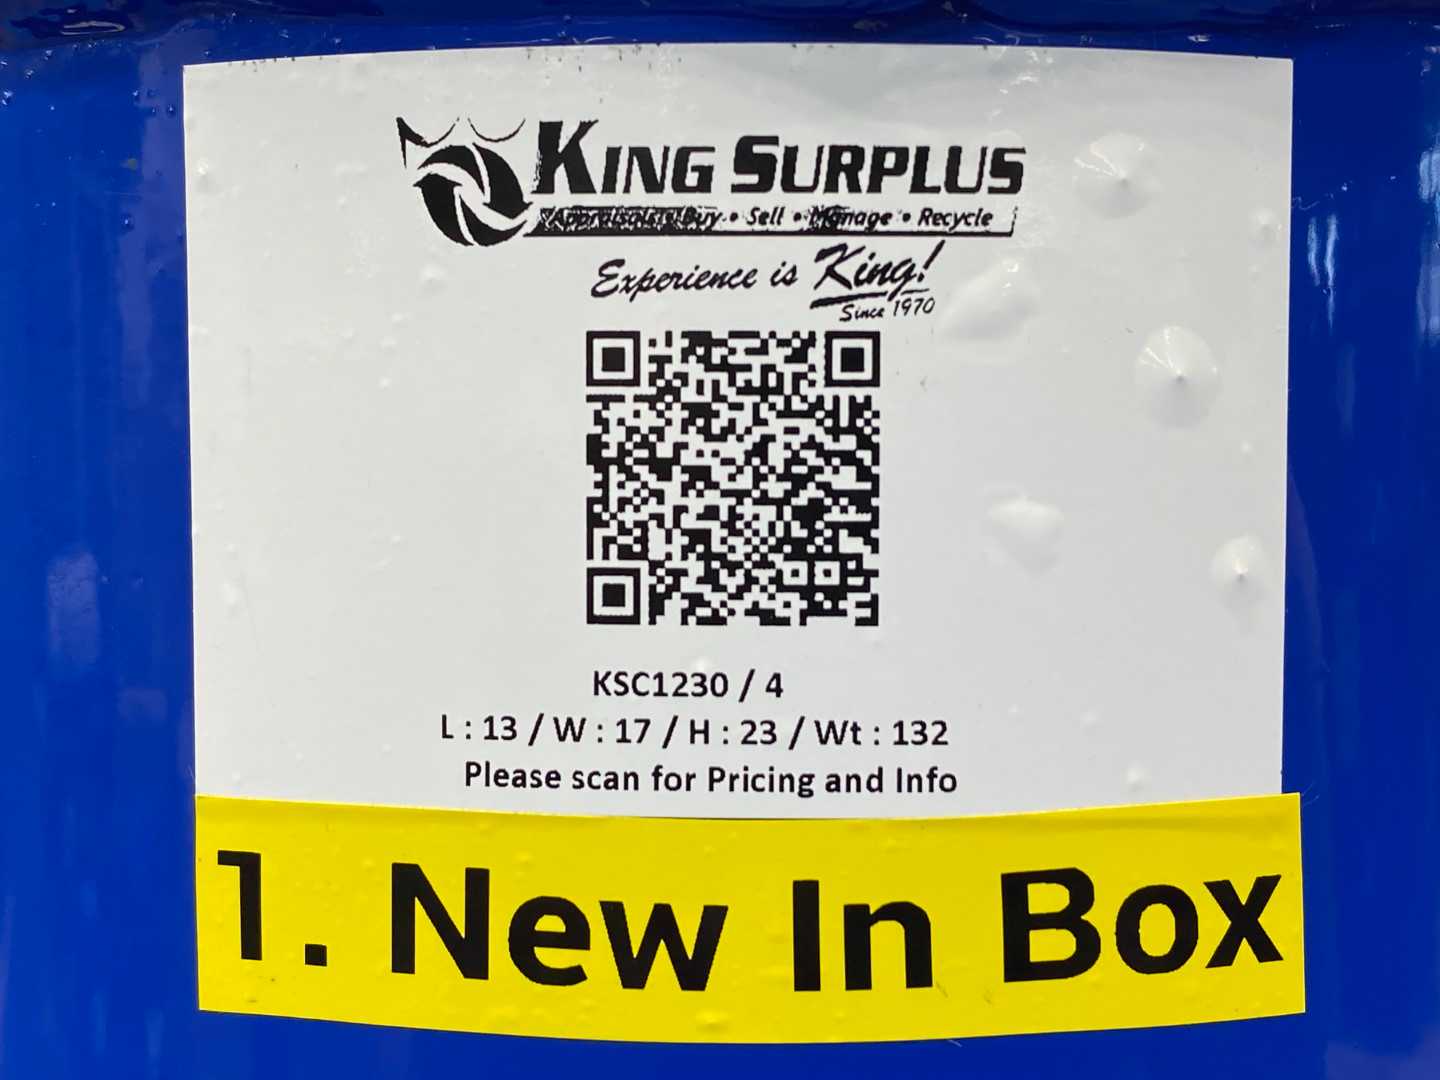 KING SURPLUS
Appraisals • Buy • Sell • Manage • Recycle
Experience is King!
Since 1970
KSC1230 / 4
L : 13 / W : 17 / H : 23 / Wt : 132
Please scan for Pricing and Info
1. New In Box